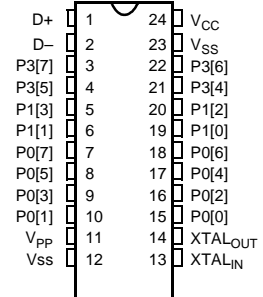 D+ 1 24 VCC
D– 2 23 VSS
P3[7] 3 22 P3[6]
P3[5] 4 21 P3[4]
P1[3] 5 20 P1[2]
P1[1] 6 19 P1[0]
P0[7] 7 18 P0[6]
P0[5] 8 17 P0[4]
P0[3] 9 16 P0[2]
P0[1] 10 15 P0[0]
VPP 11 14 XTALOUT
Vss 12 13 XTALIN